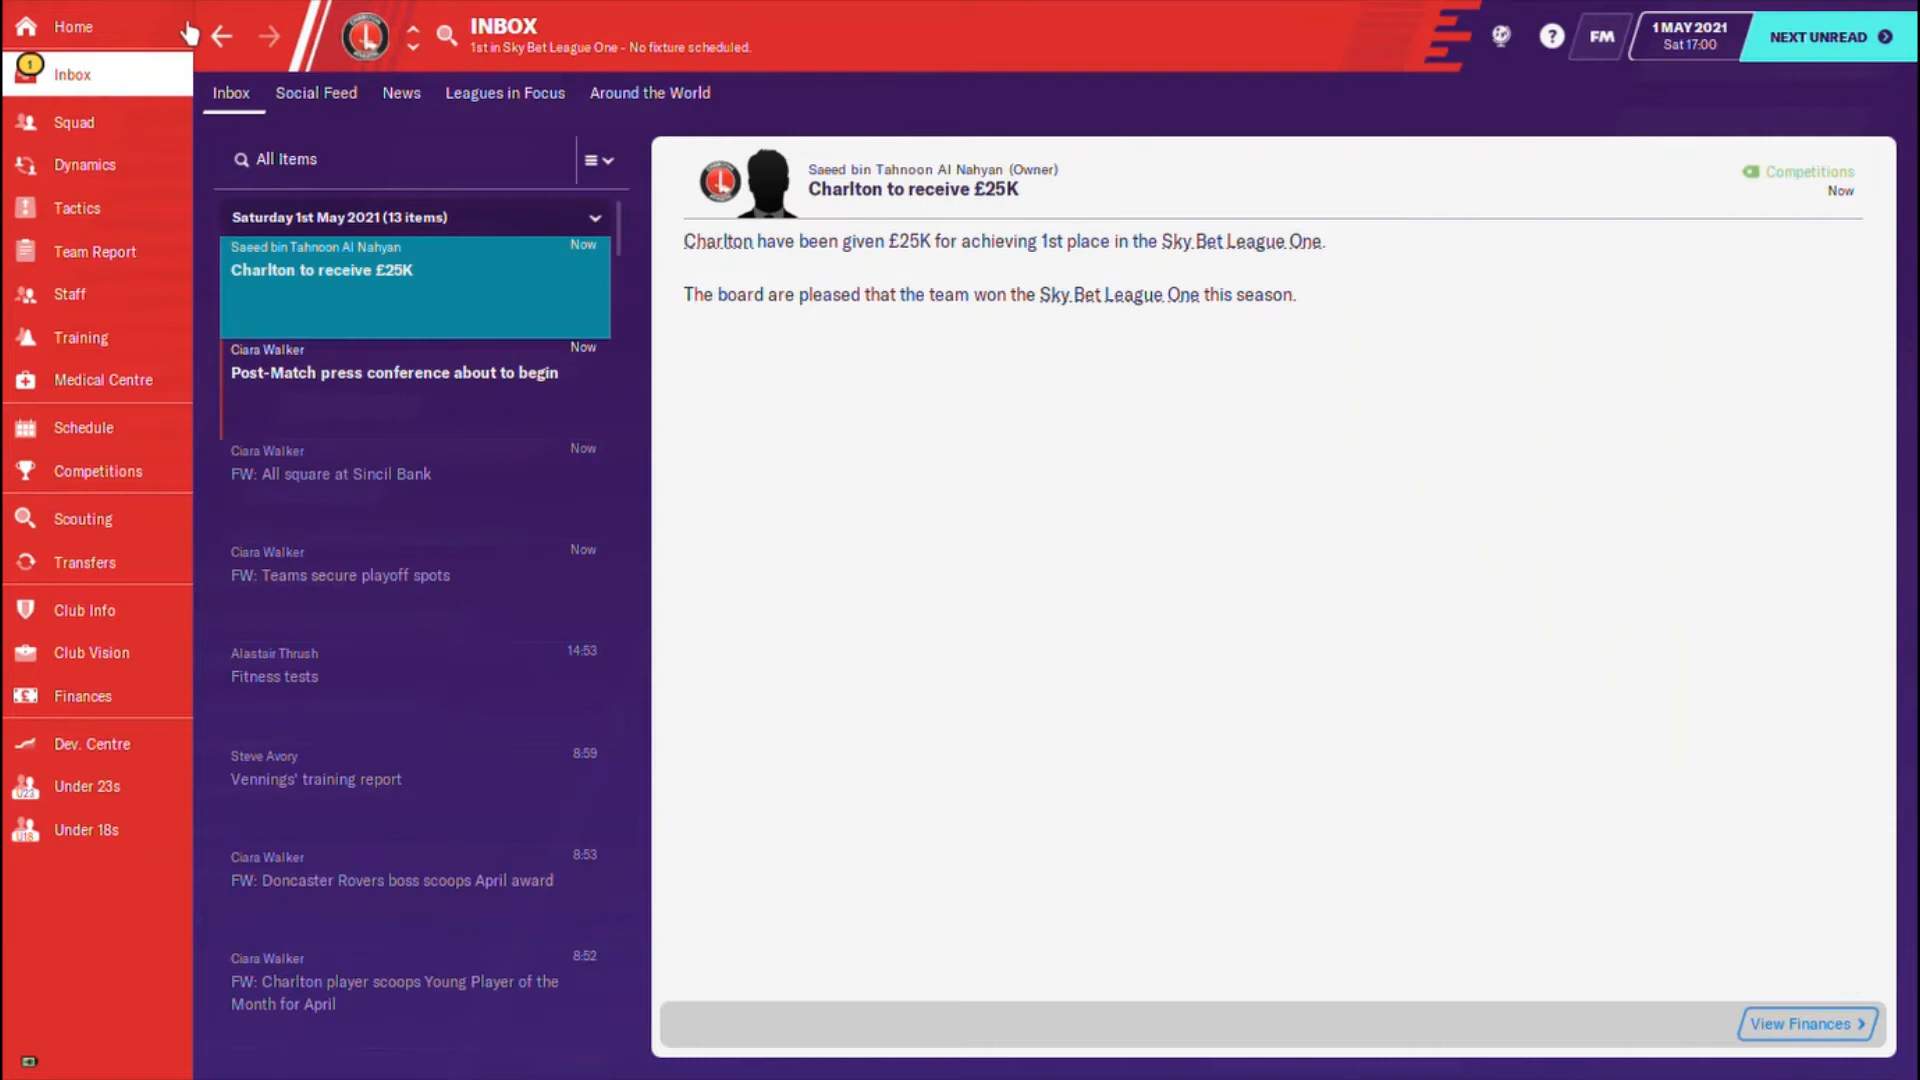 Home
1
Inbox
Squad
Dynamics
Tactics
Team Report
Staff
Training
Medical Centre
Schedule
Competitions
Scouting
Transfers
Club Info
Club Vision
Finances
Dev. Centre
U23
Under 23s
U18
Under 18s
INBOX
1st in Sky Bet League One - No fixture scheduled.
?
FM
1 MAY 2021
Sat 17:00
NEXT UNREAD
Inbox
Social Feed
News
Leagues in Focus
Around the World
All Items
Saturday 1st May 2021 (13 items)
Saeed bin Tahnoon Al Nahyan
Now
Charlton to receive £25K
Ciara Walker
Now
Post-Match press conference about to begin
Ciara Walker
Now
FW: All square at Sincil Bank
Ciara Walker
Now
FW: Teams secure playoff spots
Alastair Thrush
14:53
Fitness tests
Steve Avory
8:59
Vennings' training report
Ciara Walker
8:53
FW: Doncaster Rovers boss scoops April award
Ciara Walker
8:52
FW: Charlton player scoops Young Player of the
Month for April
Saeed bin Tahnoon Al Nahyan (Owner)
Charlton to receive £25K
Competitions
Now
Charlton have been given £25K for achieving 1st place in the Sky Bet League One.
The board are pleased that the team won the Sky Bet League One this season.
View Finances